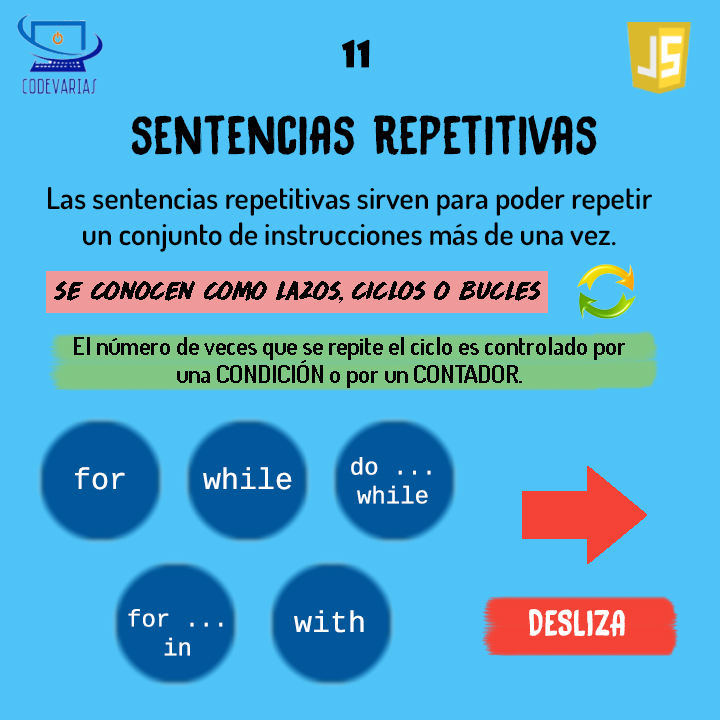 CODEVARIAS
11
JS
SENTENCIAS REPETITIVAS
Las sentencias repetitivas sirven para poder repetir
un conjunto de instrucciones más de una vez.
SE CONOCEN COMO LAZOS, CICLOS O BUCLES
El número de veces que se repite el ciclo es controlado por
una CONDICIÓN o por un CONTADOR.
for
while
do ...
while
for ...
in
with
DESLIZA